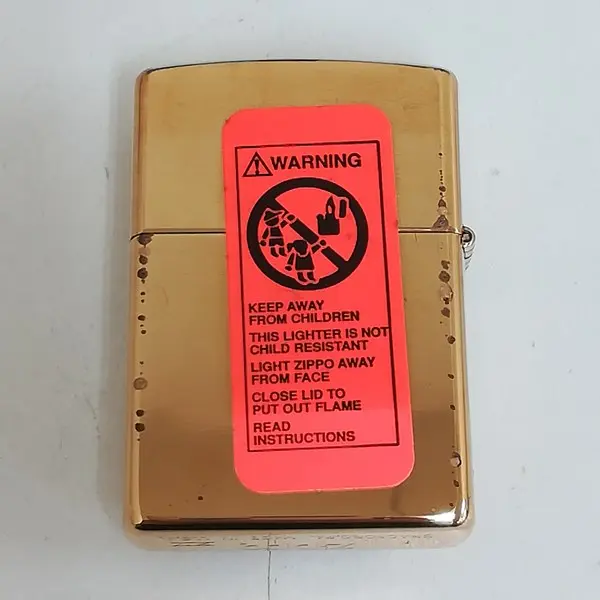 WARNING
KEEP AWAY
FROM CHILDREN
THIS LIGHTER IS NOT
CHILD RESISTANT
LIGHT ZIPPO AWAY
FROM FACE
CLOSE LID TO
PUT OUT FLAME
READ
INSTRUCTIONS